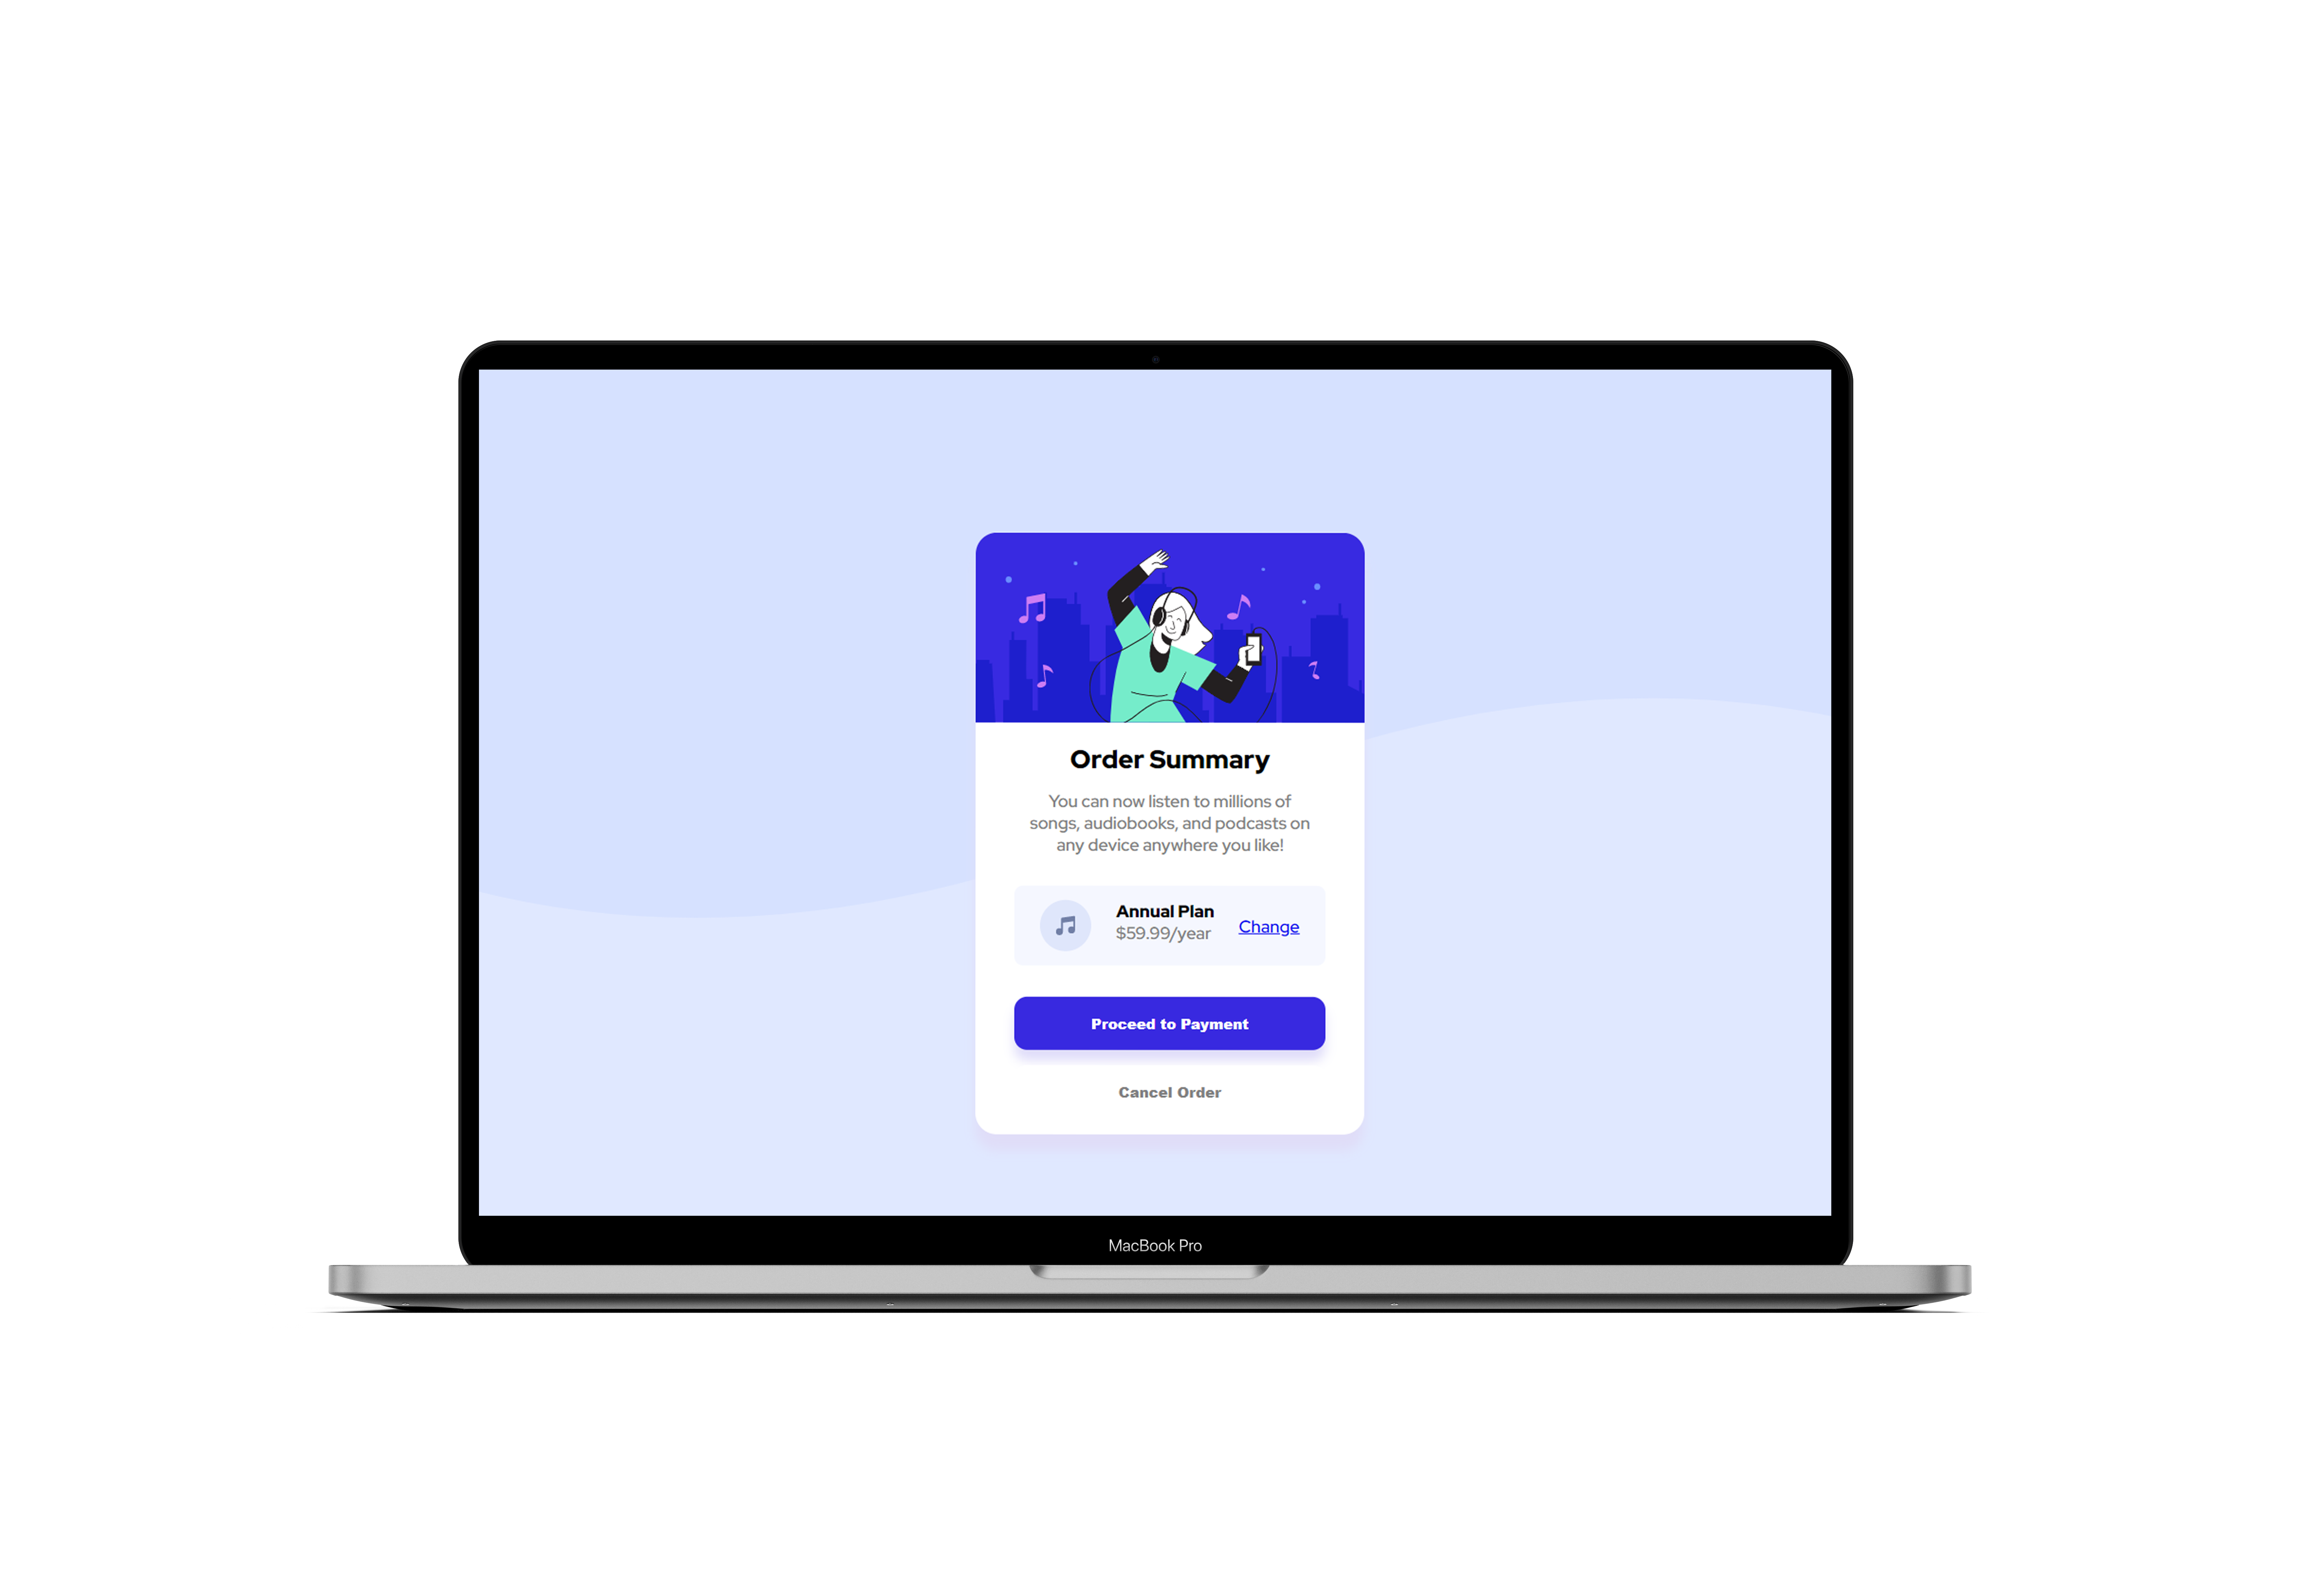 Order Summary
You can now listen to millions of
songs, audiobooks, and podcasts on
any device anywhere you like!
Annual Plan
$59.99/year
Change
Proceed to Payment
Cancel Order
MacBook Pro